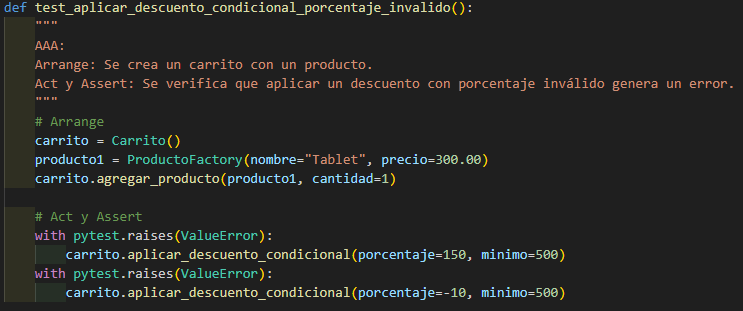 def test_aplicar_descuento_condicional_porcentaje_invalido():
    """
    AAA:
    Arrange: Se crea un carrito con un producto.
    Act y Assert: Se verifica que aplicar un descuento con porcentaje inválido genera un error.
    """
    # Arrange
    carrito = Carrito()
    producto1 = ProductoFactory(nombre="Tablet", precio=300.00)
    carrito.agregar_producto(producto1, cantidad=1)

    # Act y Assert
    with pytest.raises(ValueError):
        carrito.aplicar_descuento_condicional(porcentaje=150, minimo=500)
    with pytest.raises(ValueError):
        carrito.aplicar_descuento_condicional(porcentaje=-10, minimo=500)